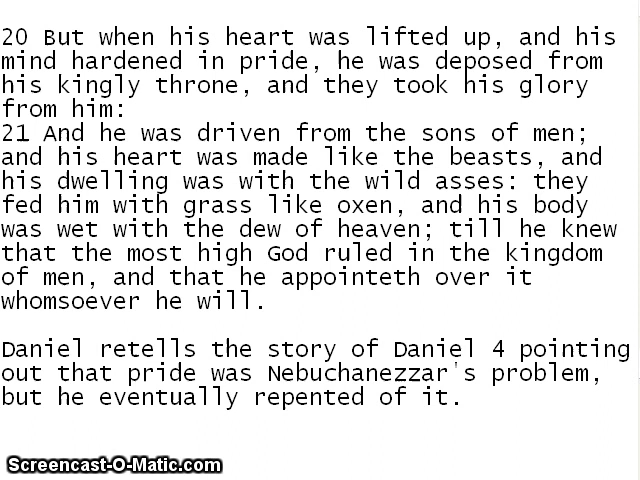 20 But when his heart was lifted up, and his
mind hardened in pride, he was deposed from
his kingly throne, and they took his glory
from him:
21 And he was driven from the sons of men;
and his heart was made like the beasts, and
his dwelling was with the wild asses: they
fed him with grass like oxen, and his body
was wet with the dew of heaven; till he knew
that the most high God ruled in the kingdom
of men, and that he appointeth over it
whomsoever he will.
Daniel retells the story of Daniel 4 pointing
out that pride was Nebuchanezzar's problem,
but he eventually repented of it.
Screencast-O-Matic.com